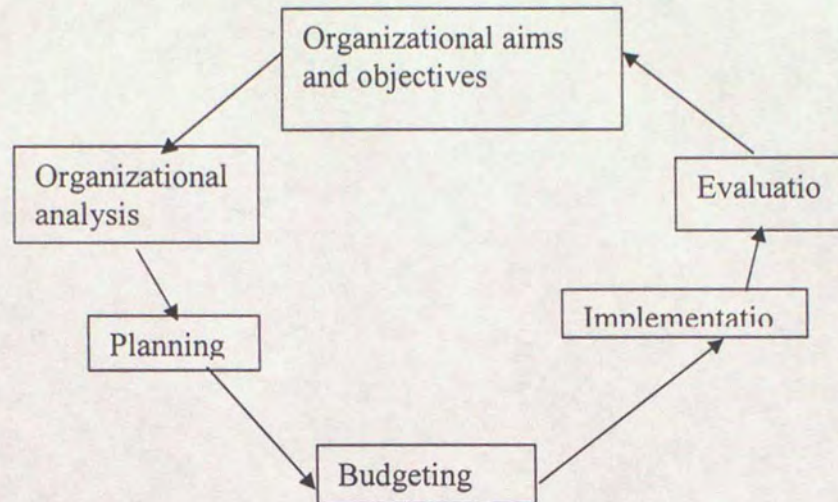 Organizational aims
and objectives
Organizational
analysis
Evaluatio
Planning
Implementatio
Budgeting